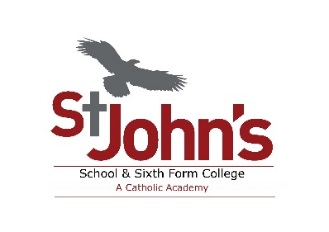 St John's
School & Sixth Form College
A Catholic Academy